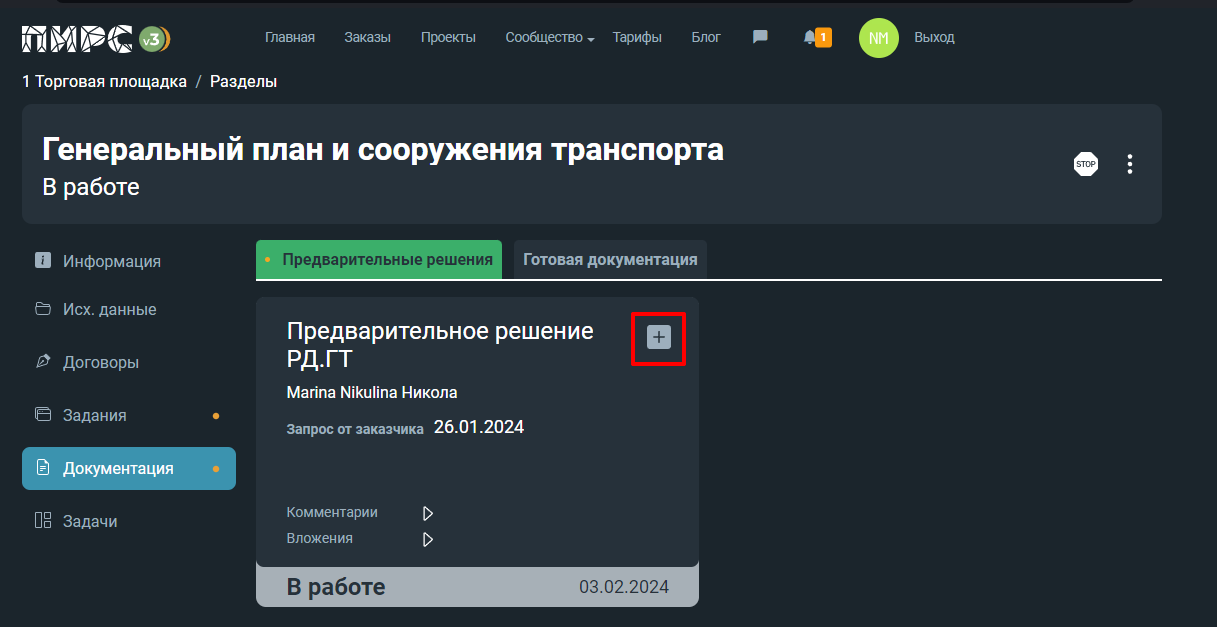 ПИРС v3
Главная Заказы Проекты Сообщество Тарифы Блог 1 NM Выход
1 Торговая площадка / Разделы
Генеральный план и сооружения транспорта
В работе
STOP
Информация
Исх. данные
Договоры
Задания
Документация
Задачи
Предварительные решения Готовая документация
Предварительное решение
РД.ГТ
Marina Nikulina Никола
Запрос от заказчика 26.01.2024
Комментарии
Вложения
В работе 03.02.2024